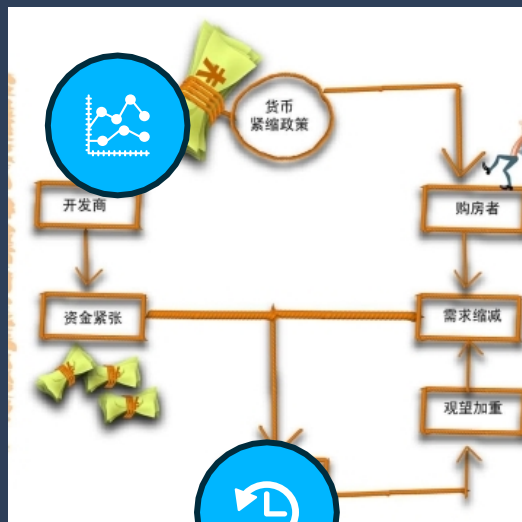 货币
紧缩政策
开发商
购房者
资金紧张
需求缩减
观望加重